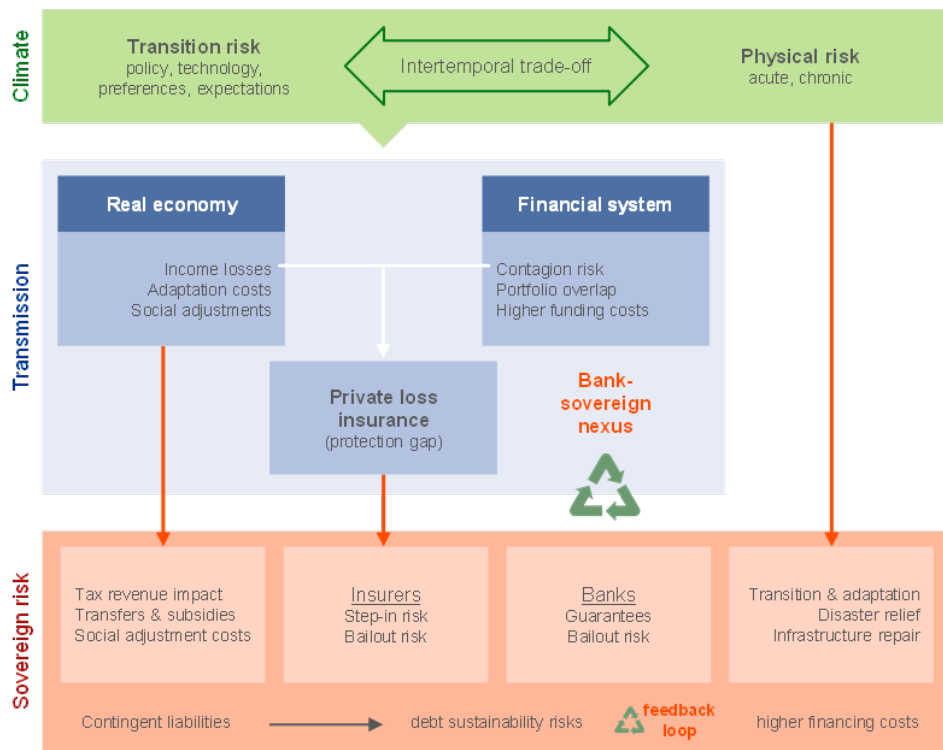 Climate
Transition risk
policy, technology,
preferences, expectations
Intertemporal trade-off
Physical risk
acute, chronic
Transmission
Real economy
Income losses
Adaptation costs
Social adjustments
Financial system
Contagion risk
Portfolio overlap
Higher funding costs
Private loss
insurance
(protection gap)
Bank-
sovereign
nexus
Sovereign risk
Tax revenue impact
Transfers & subsidies
Social adjustment costs
Insurers
Step-in risk
Bailout risk
Banks
Guarantees
Bailout risk
Transition & adaptation
Disaster relief
Infrastructure repair
Contingent liabilities
debt sustainability risks
feedback
loop
higher financing costs